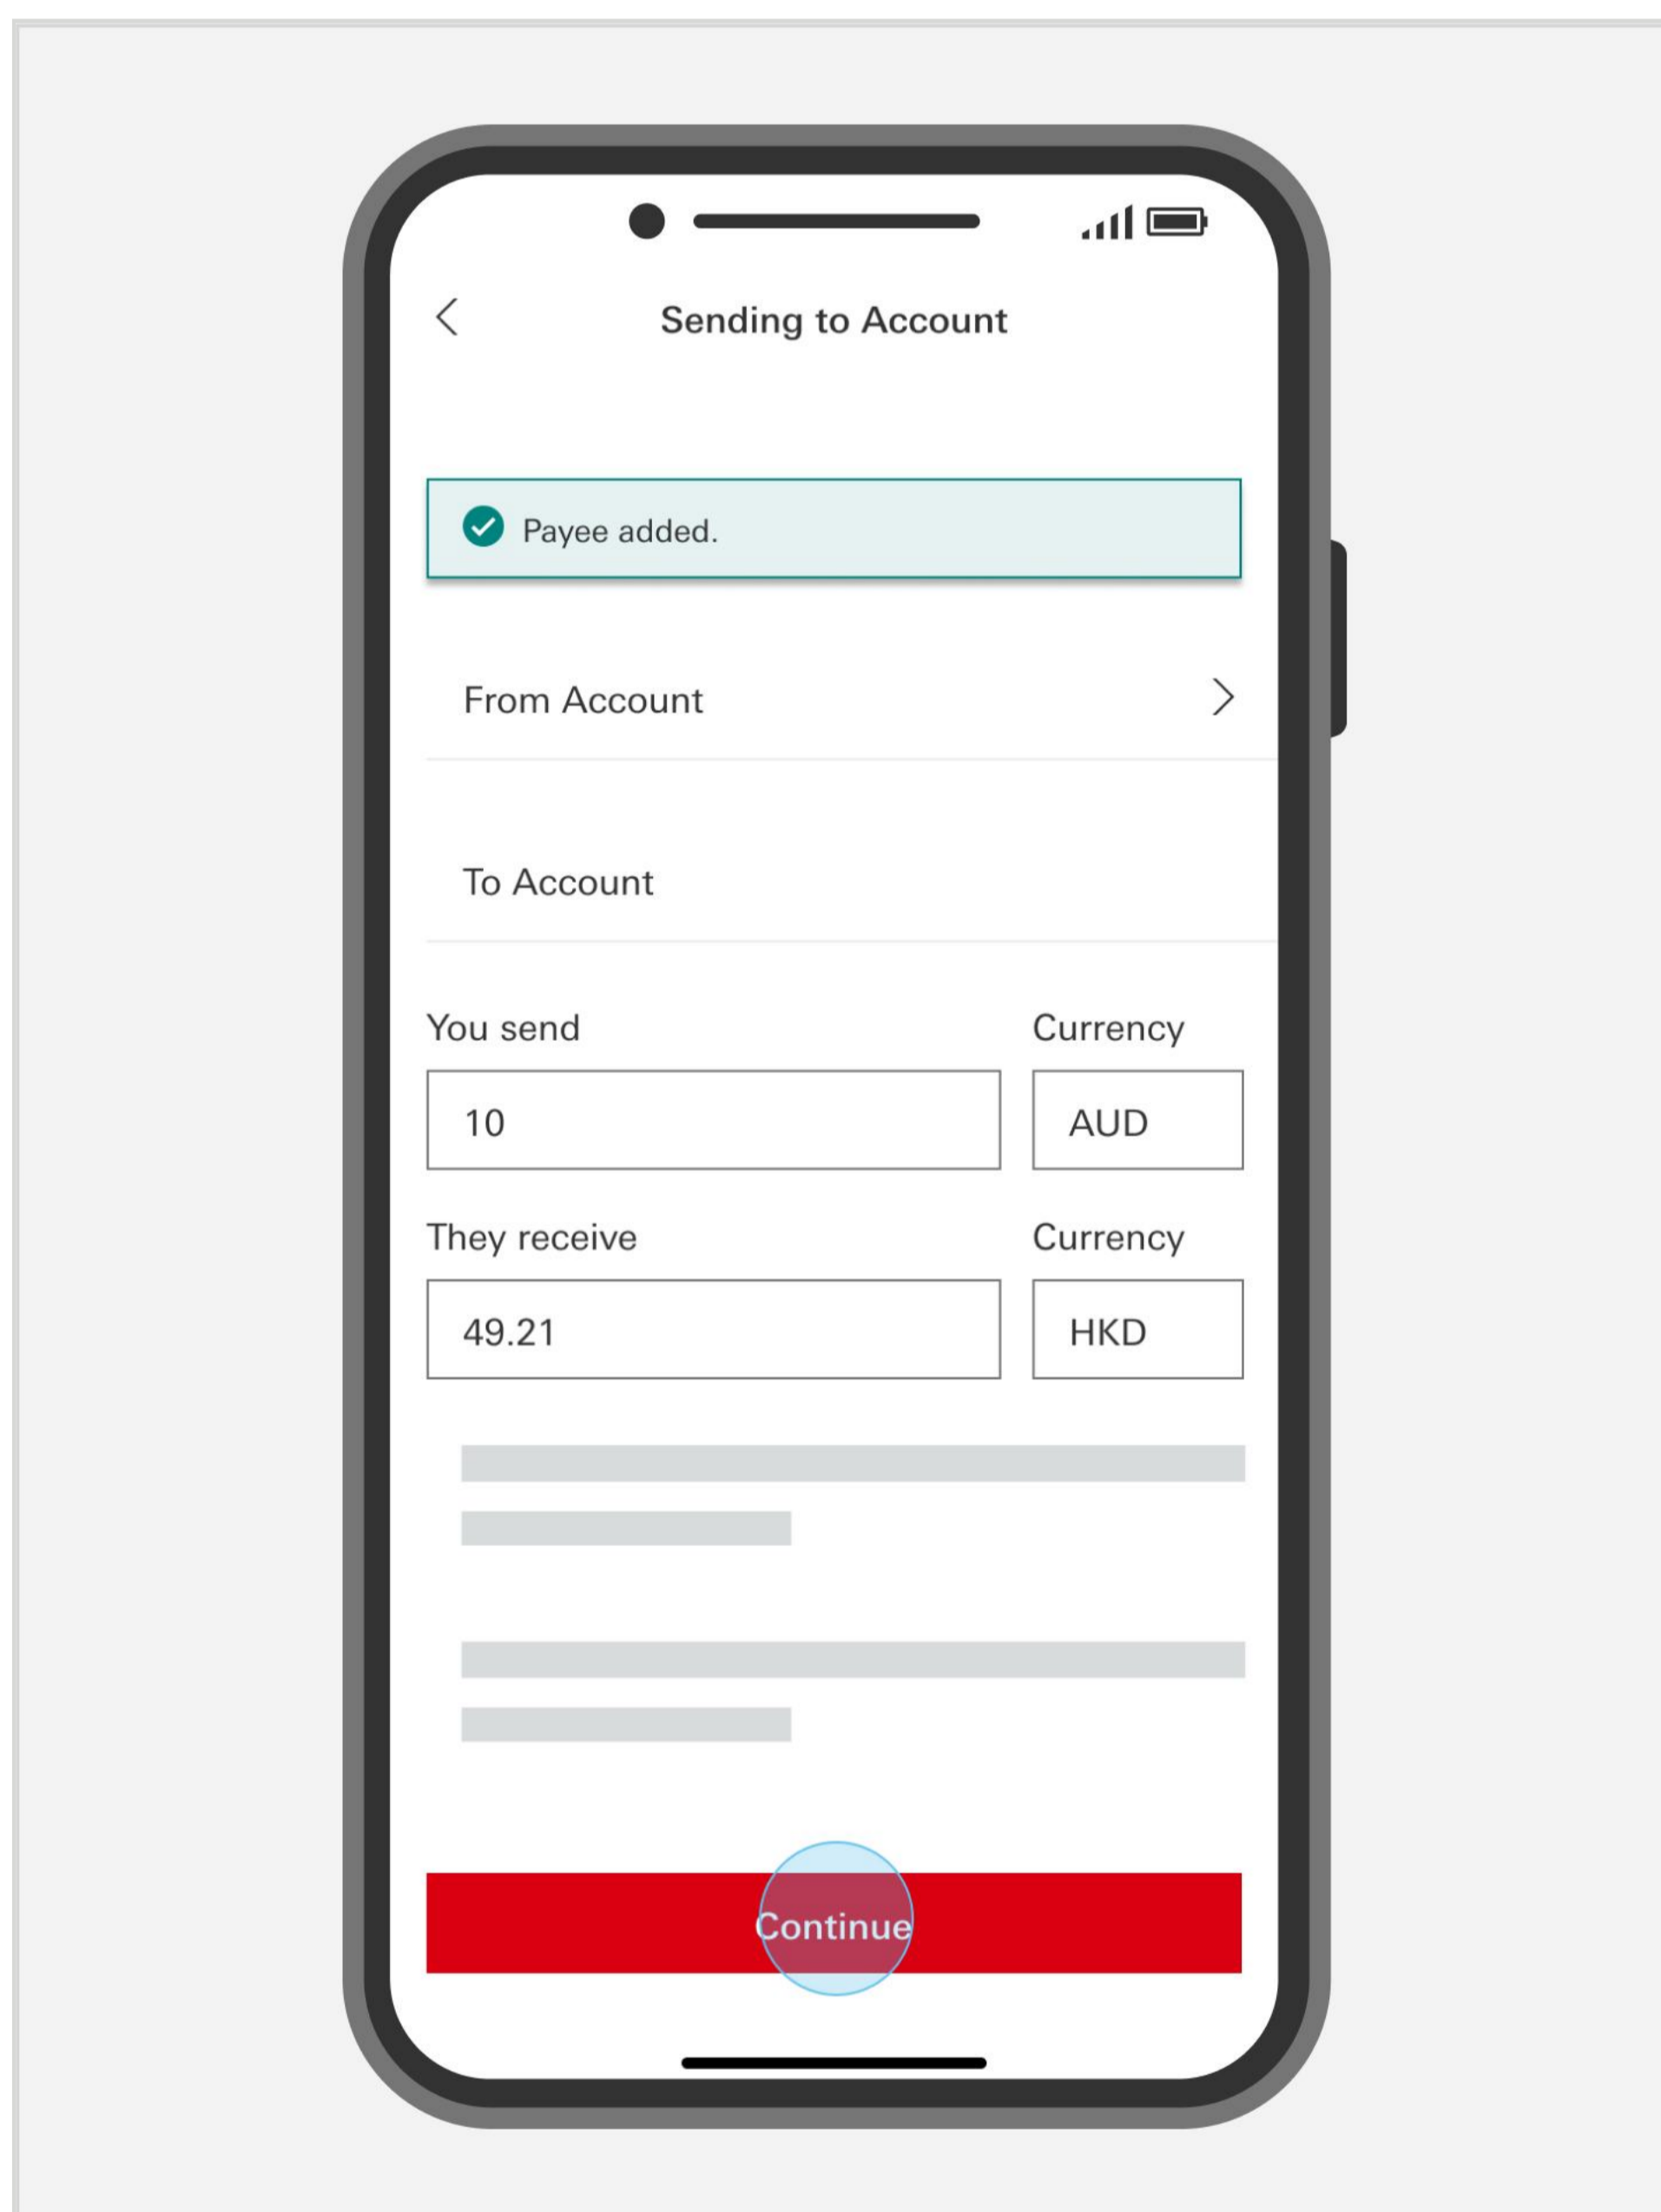 Sending to Account
Payee added.
From Account
To Account
You send Currency
10 AUD
They receive Currency
49.21 HKD
Continue